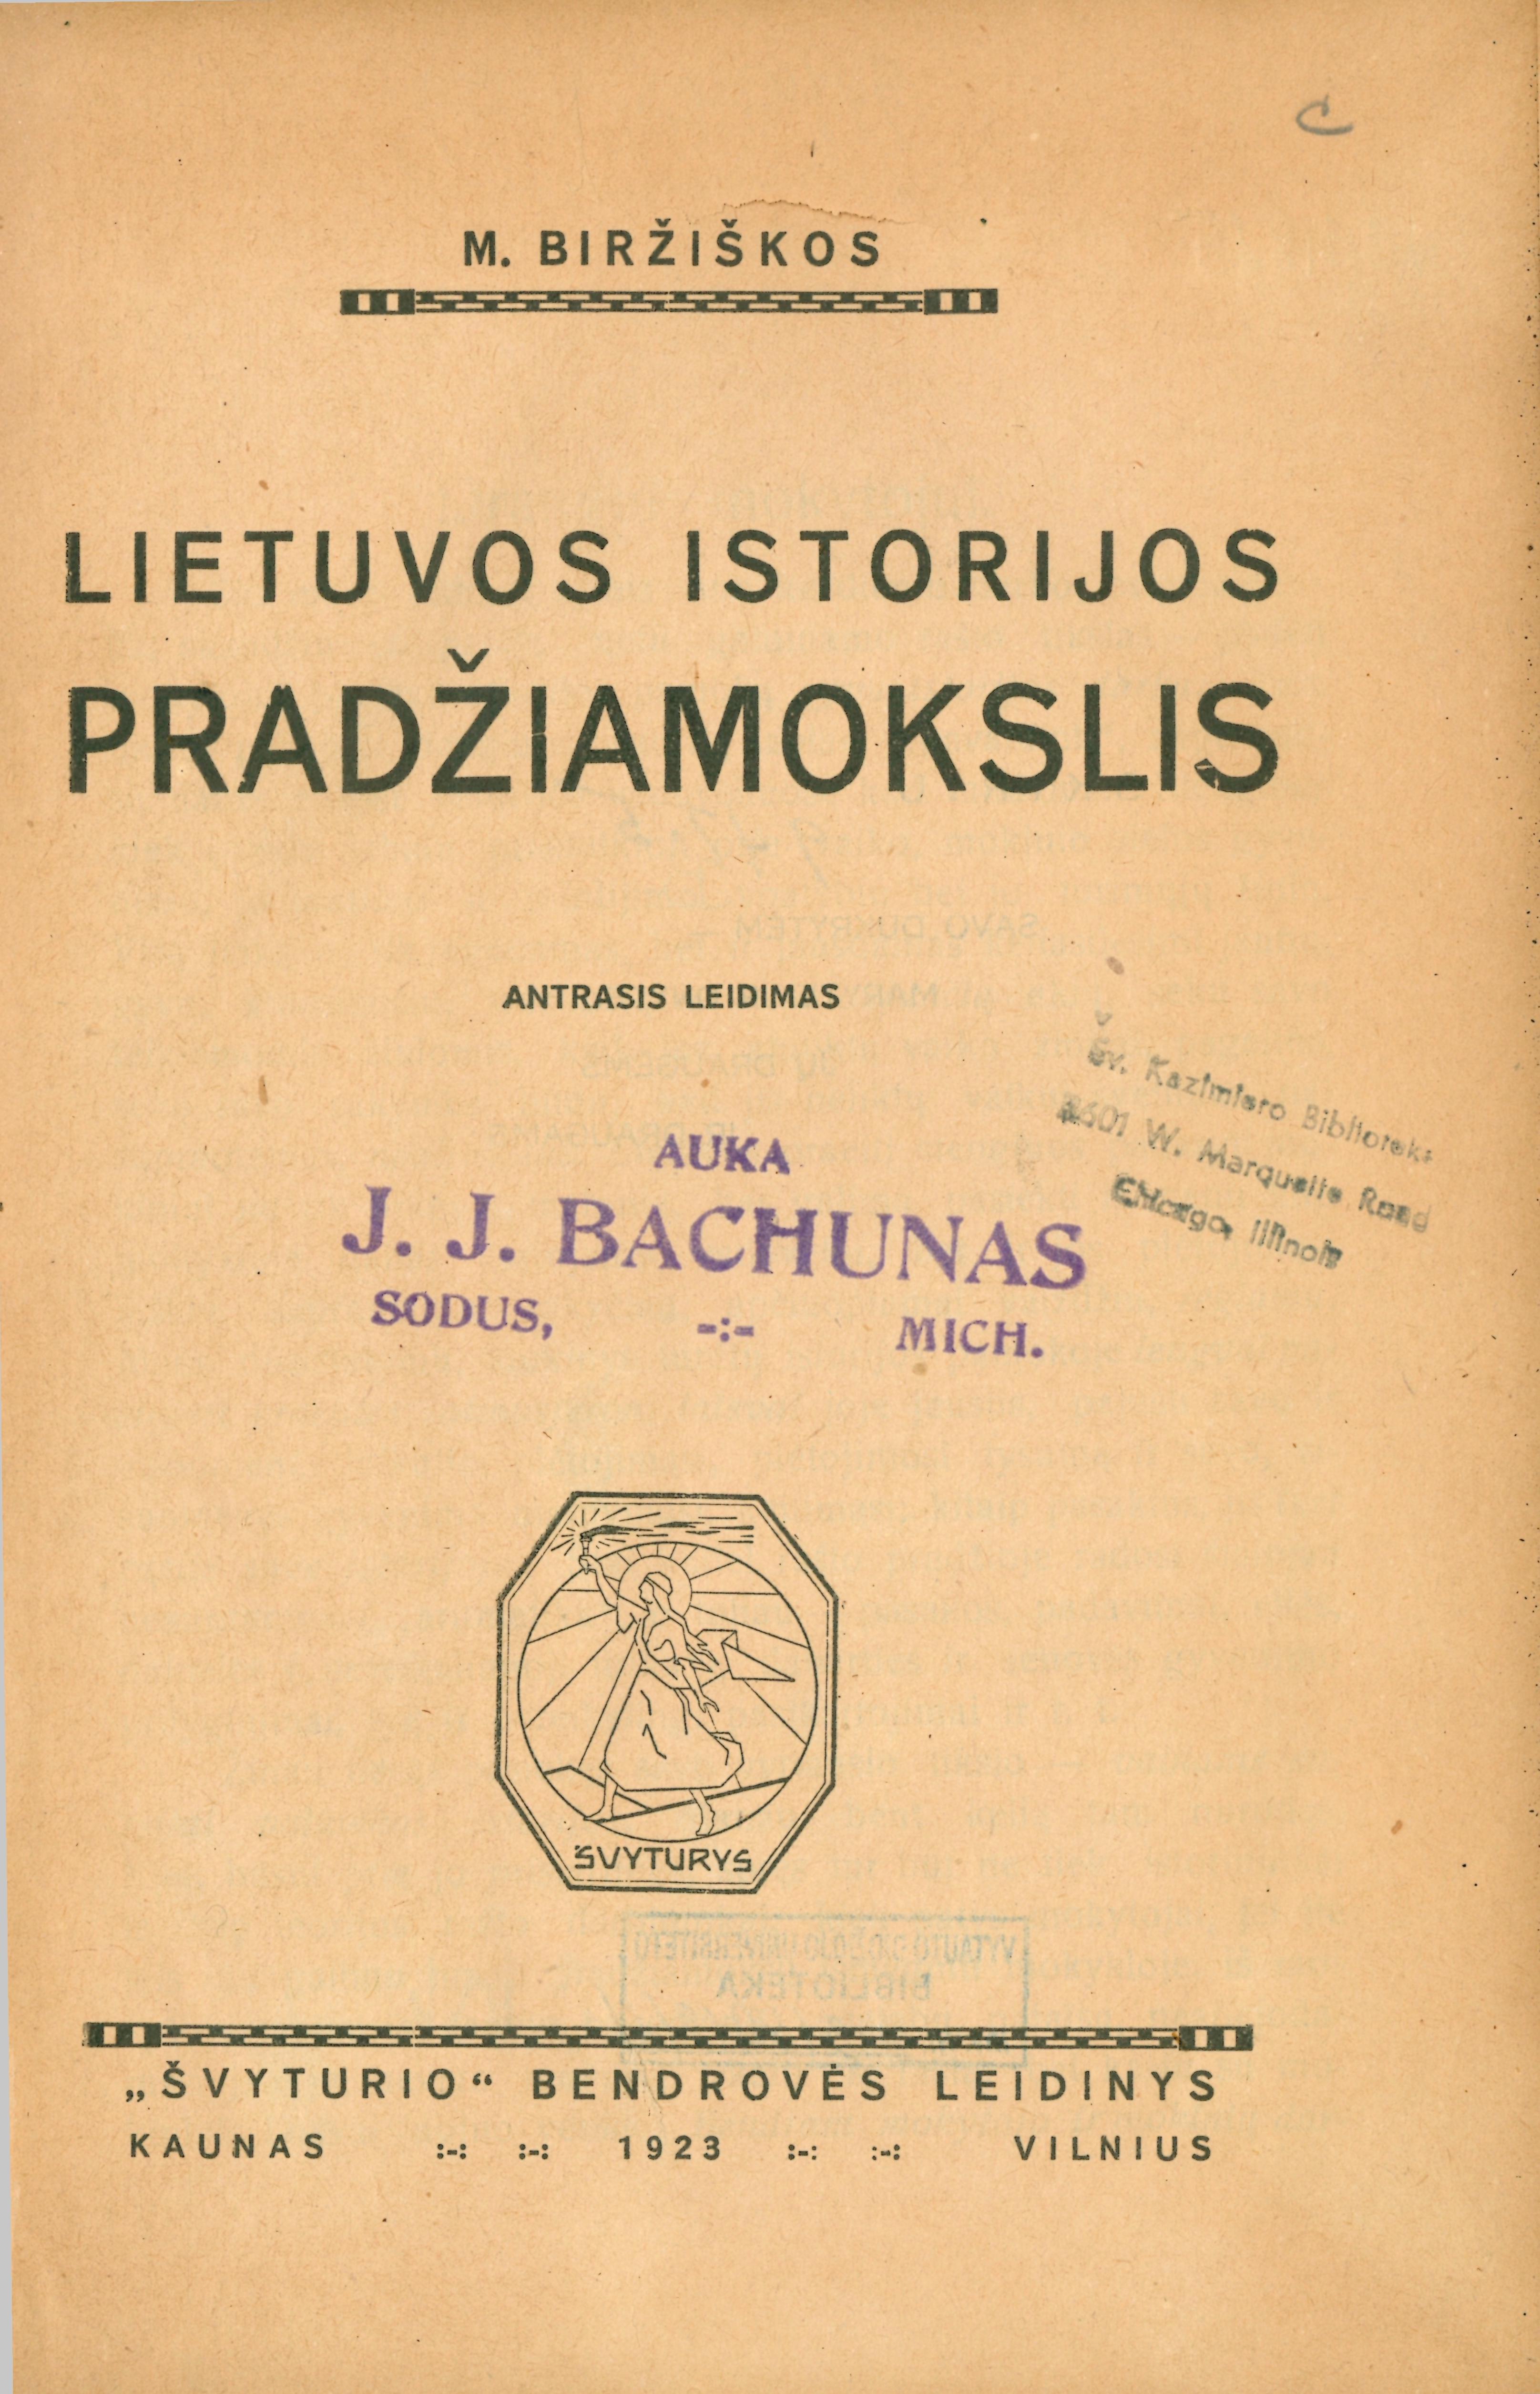 C
M. BIRŽIŠKOS
LIETUVOS ISTORIJOS
PRADŽIAMOKSLIS
ANTRASIS LEIDIMAS
Šv. Kazimiero
2601 W. Marquette Road
Chicago, Illinois
AUKA
J. J. BACHUNAS
SODUS, -:- MICH.
ŠVYTURYS
„ŠVYTURIO“ BENDROVĖS LEIDINYS
KAUNAS :-: :-: 1923 :-: :-: VILNIUS